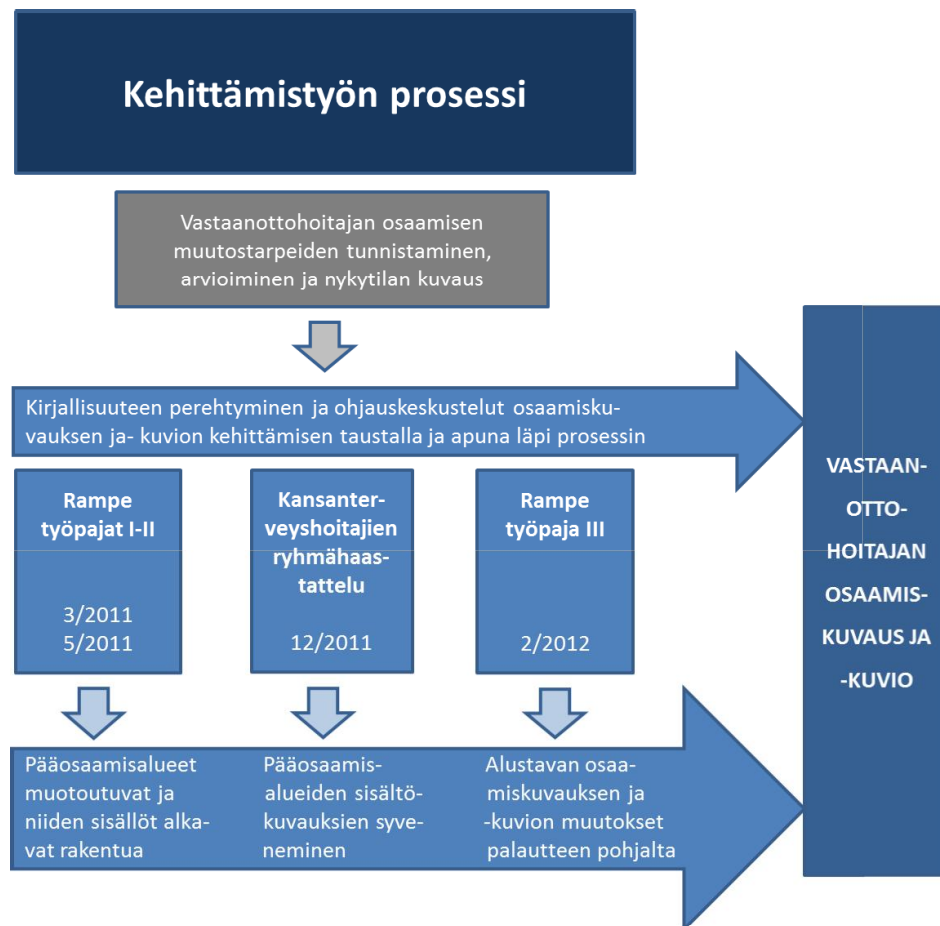 Kehittämistyön prosessi
Vastaanottohoitajan osaamisen
muutostarpeiden tunnistaminen,
arvioiminen ja nykytilan kuvaus
Kirjallisuuteen perehtyminen ja ohjauskeskustelut osaamisku-
vauksen ja- kuvion kehittämisen taustalla ja apuna läpi prosessin
Rampe
työpajat I-II
3/2011
5/2011
Kansanter-
veyshoitajien
ryhmähaas-
tattelu
12/2011
Rampe
työpaja III
2/2012
Pääosaamisalueet
muotoutuvat ja
niiden sisällöt alka-
vat rakentua
Pääosaamis-
alueiden sisältö-
kuvauksien syve-
neminen
Alustavan osaa-
miskuvauksen ja
-kuvion muutokset
palautteen pohjalta
VASTAAN-
OTTO-
HOITAJAN
OSAAMIS-
KUVAUS JA
-KUVIO